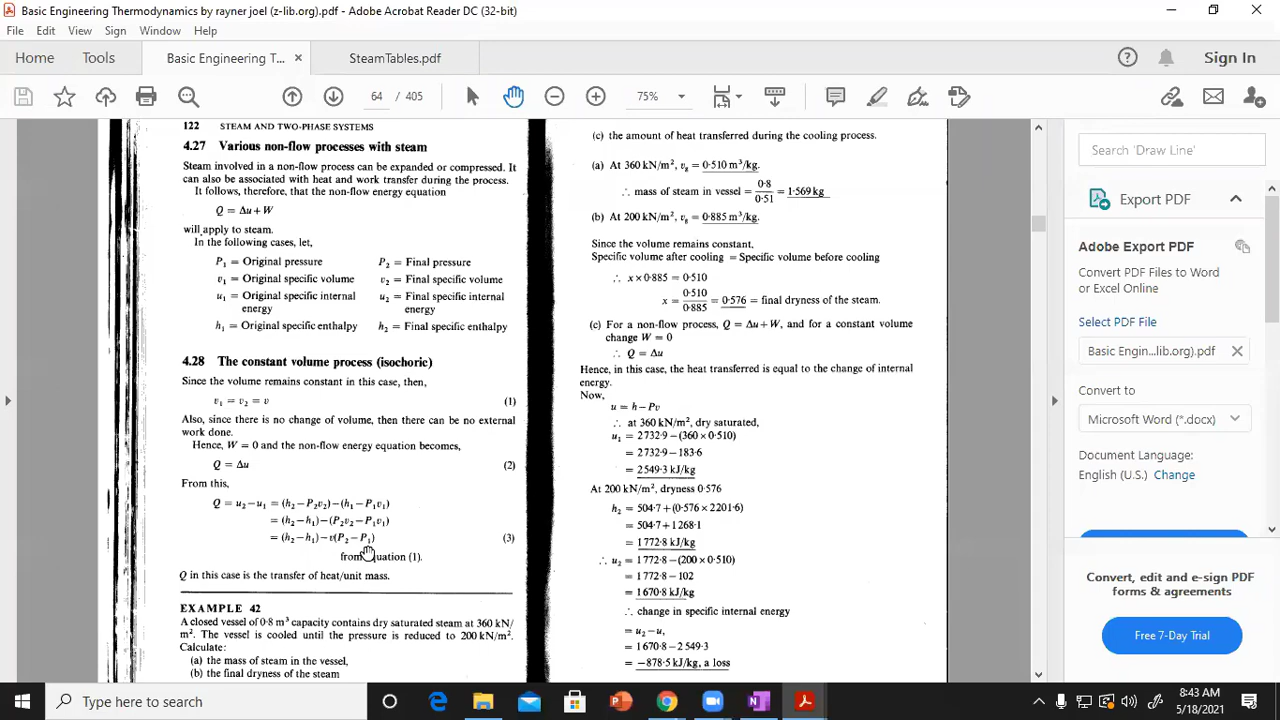 Basic Engineering Thermodynamics by rayner joel (z-lib.org).pdf - Adobe Acrobat Reader DC (32-bit)
File Edit View Sign Window Help
Home Tools Basic Engineering T... × SteamTables.pdf Sign In
64 / 405 75%
122 STEAM AND TWO-PHASE SYSTEMS
4.27 Various non-flow processes with steam
Steam involved in a non-flow process can be expanded or compressed. It
can also be associated with heat and work transfer during the process.
It follows, therefore, that the non-flow energy equation
Q = Δu+W
will apply to steam.
In the following cases, let,
P₁ = Original pressure P₂ = Final pressure
v₁ = Original specific volume v₂ = Final specific volume
u₁ = Original specific internal u₂ = Final specific internal
energy energy
h₁ = Original specific enthalpy h₂ = Final specific enthalpy
4.28 The constant volume process (isochoric)
Since the volume remains constant in this case, then,
v₁ = v₂ = v (1)
Also, since there is no change of volume, then there can be no external
work done.
Hence, W = 0 and the non-flow energy equation becomes,
Q = Δu (2)
From this,
Q = u₂−u₁ = (h₂−P₂v₂)−(h₁−P₁v₁)
= (h₂−h₁)−(P₂v₂−P₁v₁)
= (h₂−h₁)−v(P₂−P₁) (3)
from equation (1).
Q in this case is the transfer of heat/unit mass.
EXAMPLE 42
A closed vessel of 0·8 m³ capacity contains dry saturated steam at 360 kN/
m². The vessel is cooled until the pressure is reduced to 200 kN/m².
Calculate:
(a) the mass of steam in the vessel,
(b) the final dryness of the steam
(c) the amount of heat transferred during the cooling process.
(a) At 360 kN/m², v_g = 0·510 m³/kg.
∴ mass of steam in vessel = 0·8/0·51 = 1·569 kg
(b) At 200 kN/m², v_g = 0·885 m³/kg.
Since the volume remains constant,
Specific volume after cooling = Specific volume before cooling
∴ x×0·885 = 0·510
x = 0·510/0·885 = 0·576 = final dryness of the steam.
(c) For a non-flow process, Q = Δu+W, and for a constant volume
change W = 0
∴ Q = Δu
Hence, in this case, the heat transferred is equal to the change of internal
energy.
Now,
u = h−Pv
∴ at 360 kN/m², dry saturated,
u₁ = 2732·9−(360×0·510)
= 2732·9−183·6
= 2549·3 kJ/kg
At 200 kN/m², dryness 0·576
h₂ = 504·7+(0·576×2201·6)
= 504·7+1268·1
= 1772·8 kJ/kg
∴ u₂ = 1772·8−(200×0·510)
= 1772·8−102
= 1670·8 kJ/kg
∴ change in specific internal energy
= u₂−u,
= 1670·8−2549·3
= −878·5 kJ/kg, a loss
Search 'Draw Line'
Export PDF
Adobe Export PDF
Convert PDF Files to Word
or Excel Online
Select PDF File
Basic Engin...lib.org).pdf ×
Convert to
Microsoft Word (*.docx)
Document Language:
English (U.S.) Change
Convert, edit and e-sign PDF
forms & agreements
Free 7-Day Trial
Type here to search
8:43 AM
5/18/2021